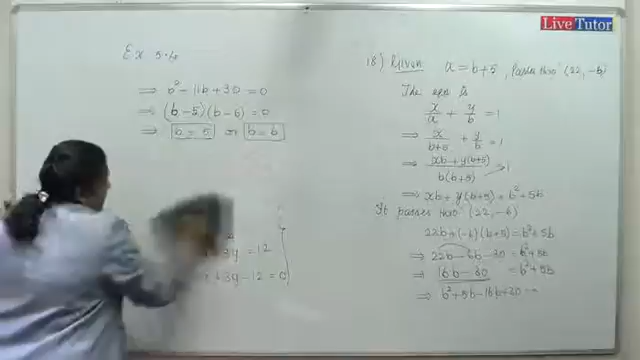 LiveTutor
Ex 5.6
⇒ b² - 11b + 30 = 0
⇒ (b - 5)(b - 6) = 0
⇒ b = 5 or b = 6
3y = 12
+ 3y - 12 = 0
18) Given a = b + 5, Passes thro' (22, -6)
The eqn is
x/a + y/b = 1
⇒ x/(b+5) + y/b = 1
⇒ (xb + y(b+5))/(b(b+5)) = 1
⇒ xb + y(b+5) = b² + 5b
It passes thro' (22, -6)
22b + (-6)(b+5) = b² + 5b
⇒ 22b - 6b - 30 = b² + 5b
⇒ 16b - 30 = b² + 5b
⇒ b² + 5b - 16b + 30 =